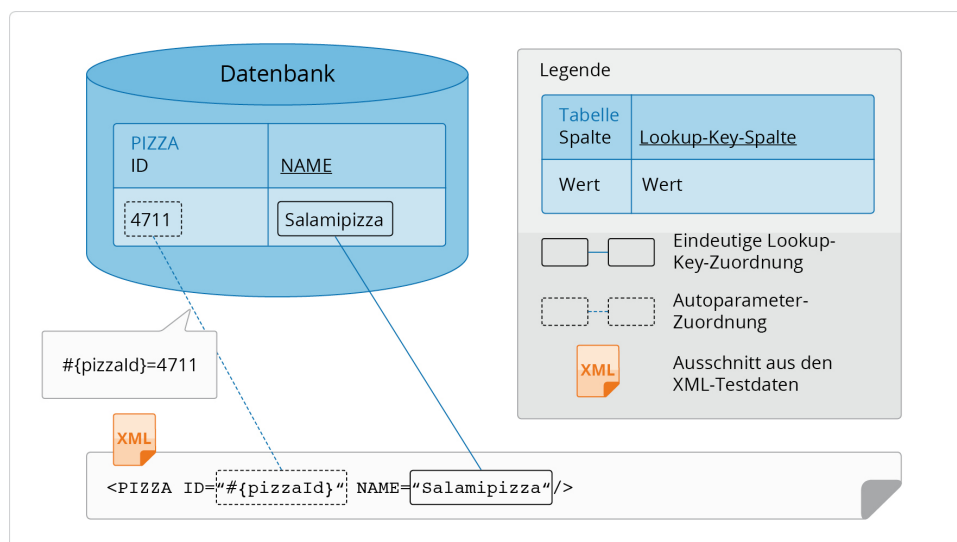 Datenbank
PIZZA
ID NAME
4711 Salamipizza
#{pizzaId}=4711
XML
<PIZZA ID=“#{pizzaId}“ NAME=“Salamipizza“/>
Legende
Tabelle
Spalte Lookup-Key-Spalte
Wert Wert
Eindeutige Lookup-
Key-Zuordnung
Autoparameter-
Zuordnung
XML
Ausschnitt aus den
XML-Testdaten